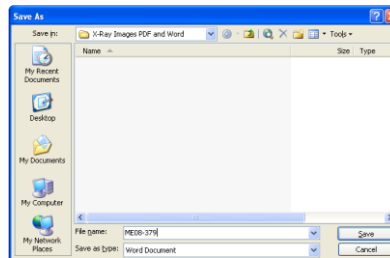 Save As
Save in: X-Ray Images PDF and Word Tools
Name Size Type
My Recent
Documents
Desktop
My Documents
My Computer
My Network
Places
File name: ME08-379 Save
Save as type: Word Document Cancel